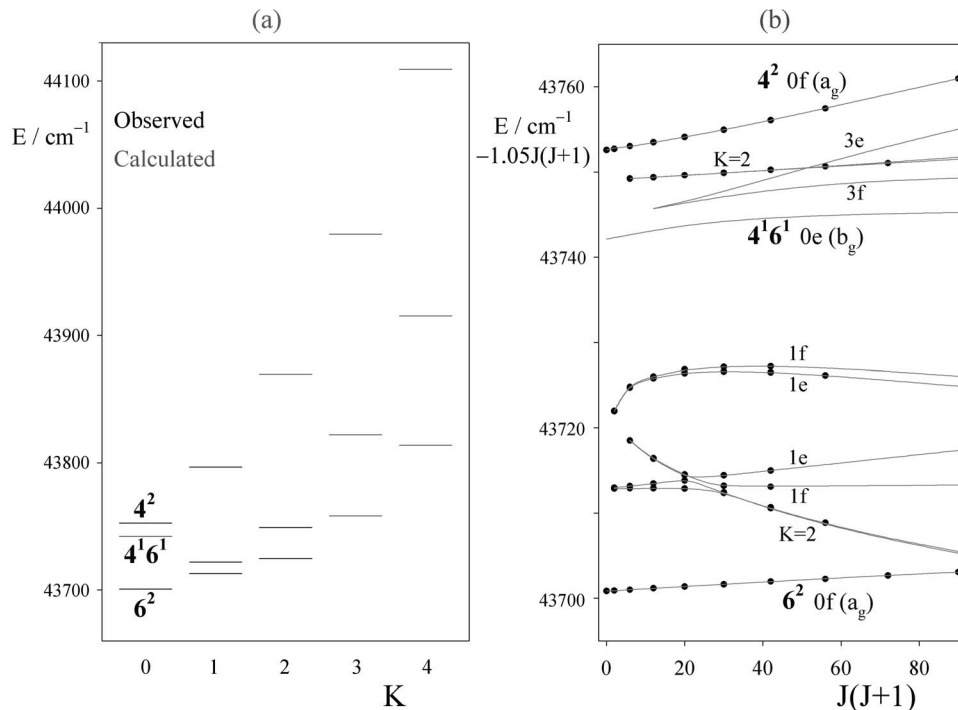 (a)
44100
E / cm⁻¹
Observed
Calculated
44000
43900
43800
43700
4²
4¹6¹
6²
0 1 2 3 4
K
(b)
43760
E / cm⁻¹
−1.05J(J+1)
43740
43720
43700
4² 0f (a_g)
3e
K=2
3f
4¹6¹ 0e (b_g)
1f
1e
1e
1f
K=2
6² 0f (a_g)
0 20 40 60 80
J(J+1)